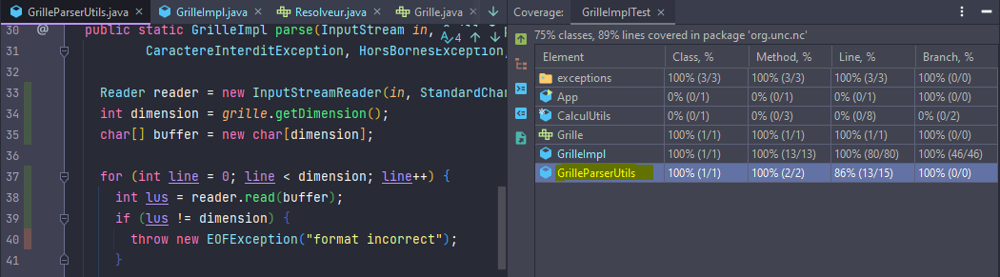 GrilleParserUtils.java
GrilleImpl.java
Resolveur.java
Grille.java
30 @ public static GrilleImpl parse(InputStream in,
4
31 CaractereInterditException, HorsBornesException,
32
33 Reader reader = new InputStreamReader(in, StandardChar
34 int dimension = grille.getDimension();
35 char[] buffer = new char[dimension];
36
37 for (int line = 0; line < dimension; line++) {
38 int lus = reader.read(buffer);
39 if (lus != dimension) {
40 throw new EOFException("format incorrect");
41 }
Coverage: GrilleImplTest
75% classes, 89% lines covered in package 'org.unc.nc'
Element Class, % Method, % Line, % Branch, %
exceptions 100% (3/3) 100% (3/3) 100% (3/3) 100% (0/0)
App 0% (0/1) 0% (0/1) 0% (0/1) 100% (0/0)
CalculUtils 0% (0/1) 0% (0/3) 0% (0/8) 0% (0/2)
Grille 100% (1/1) 100% (1/1) 100% (1/1) 100% (0/0)
GrilleImpl 100% (1/1) 100% (13/13) 100% (80/80) 100% (46/46)
GrilleParserUtils 100% (1/1) 100% (2/2) 86% (13/15) 100% (0/0)